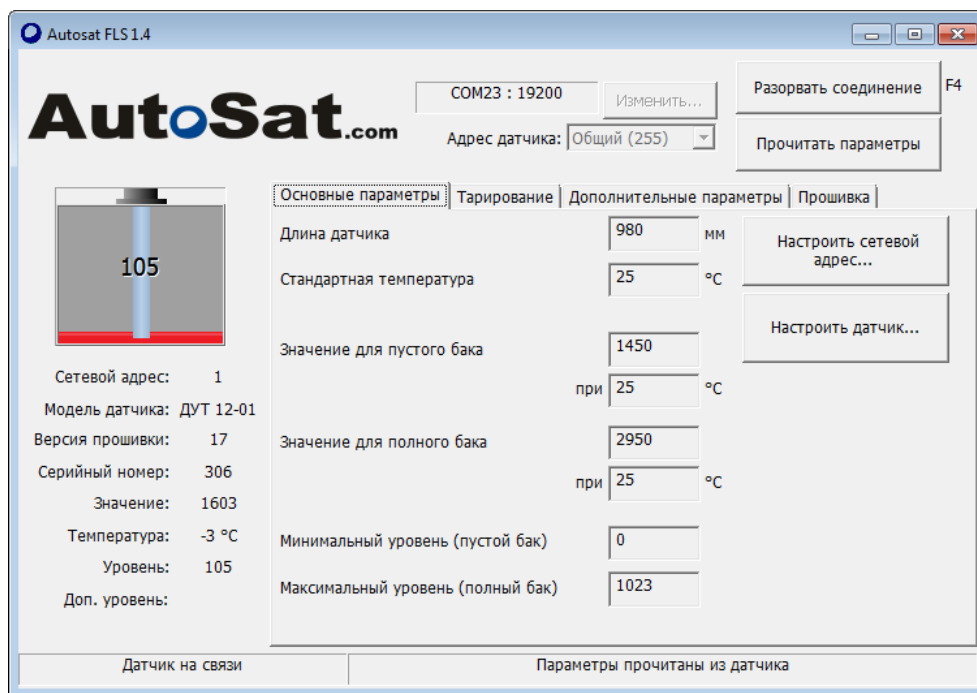 Autosat FLS 1.4
AutoSat.com
COM23 : 19200
Изменить...
Адрес датчика: Общий (255)
Разорвать соединение F4
Прочитать параметры
105
Сетевой адрес: 1
Модель датчика: ДУТ 12-01
Версия прошивки: 17
Серийный номер: 306
Значение: 1603
Температура: -3 °C
Уровень: 105
Доп. уровень:
Основные параметры Тарирование Дополнительные параметры Прошивка
Длина датчика 980 мм
Стандартная температура 25 °C
Значение для пустого бака 1450
при 25 °C
Значение для полного бака 2950
при 25 °C
Минимальный уровень (пустой бак) 0
Максимальный уровень (полный бак) 1023
Настроить сетевой
адрес...
Настроить датчик...
Датчик на связи
Параметры прочитаны из датчика